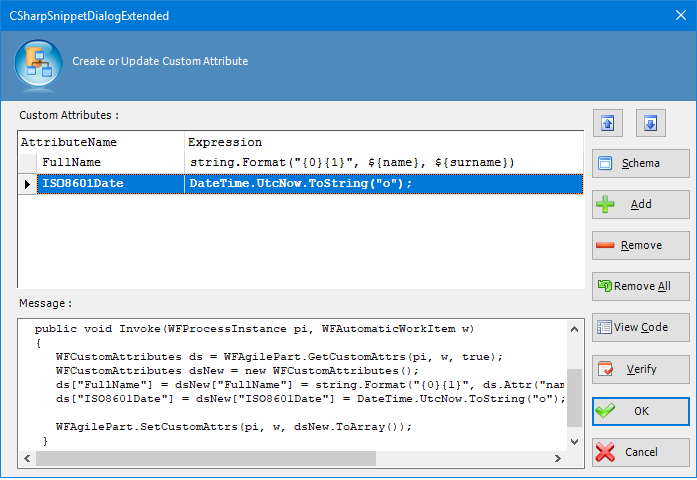 CSharpSnippetDialogExtended
Create or Update Custom Attribute
Custom Attributes :
AttributeName Expression
FullName string.Format("{0}{1}", ${name}, ${surname})
ISO8601Date DateTime.UtcNow.ToString("o");
Schema
Add
Remove
Remove All
View Code
Verify
OK
Cancel
Message :
public void Invoke(WFProcessInstance pi, WFAutomaticWorkItem w)
{
WFCustomAttributes ds = WFAgilePart.GetCustomAttrs(pi, w, true);
WFCustomAttributes dsNew = new WFCustomAttributes();
ds["FullName"] = dsNew["FullName"] = string.Format("{0}{1}", ds.Attr("nam
ds["ISO8601Date"] = dsNew["ISO8601Date"] = DateTime.UtcNow.ToString("o");
WFAgilePart.SetCustomAttrs(pi, w, dsNew.ToArray());
}